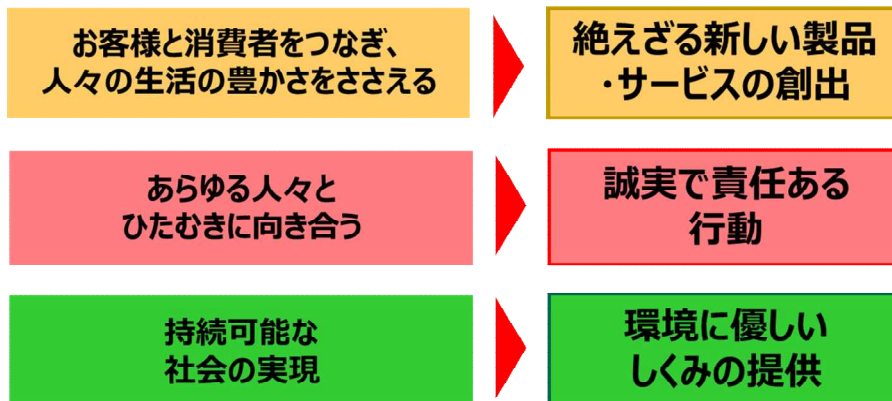 お客様と消費者をつなぎ、
人々の生活の豊かさをささえる
絶えざる新しい製品
・サービスの創出
あらゆる人々と
ひたむきに向き合う
誠実で責任ある
行動
持続可能な
社会の実現
環境に優しい
しくみの提供